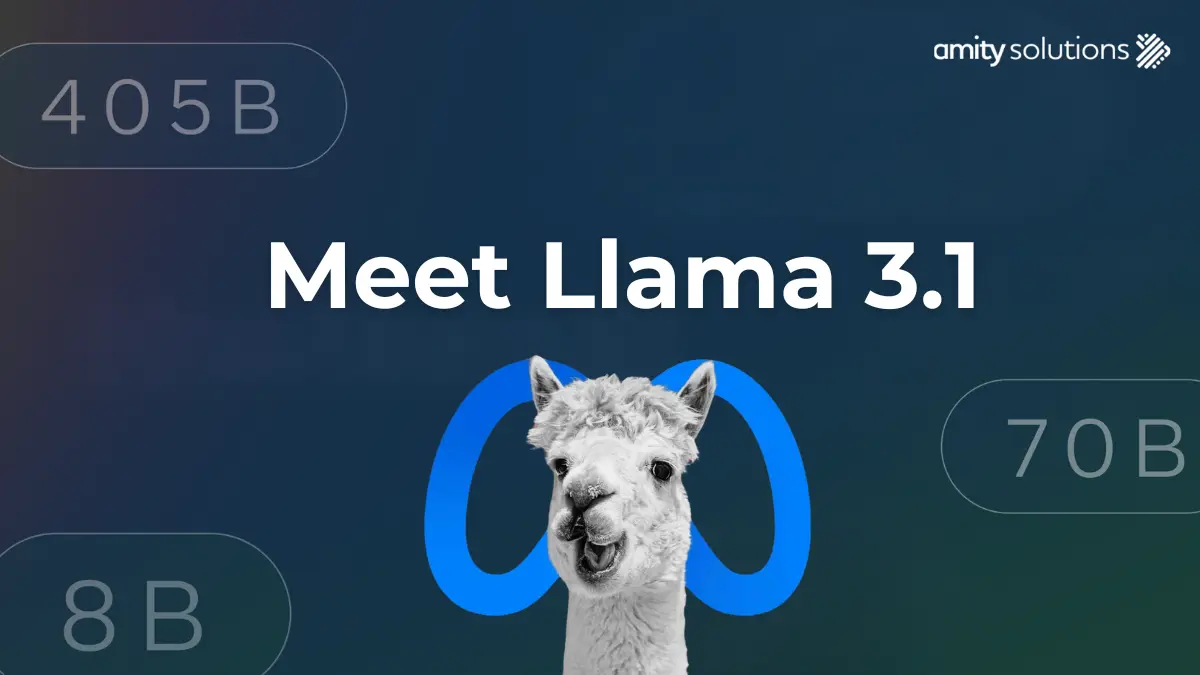 amity solutions
405B
Meet Llama 3.1
70B
8B